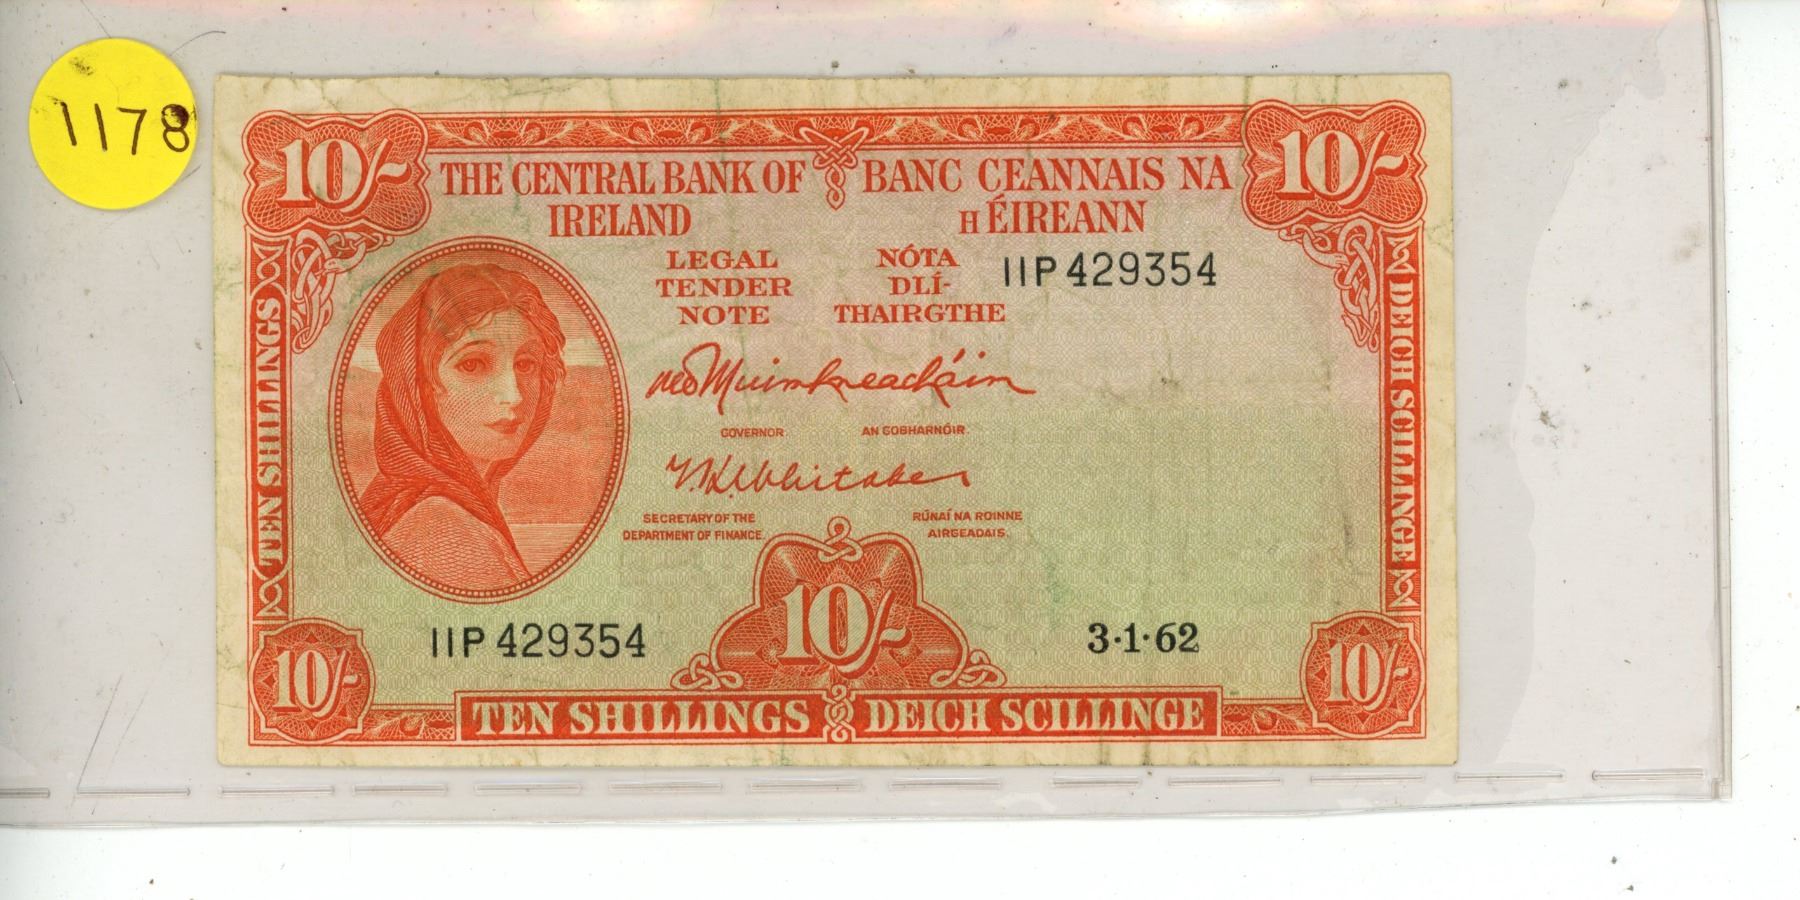 1178
10/-
10/-
THE CENTRAL BANK OF
IRELAND
BANC CEANNAIS NA
H ÉIREANN
LEGAL
TENDER
NOTE
NÓTA
DLÍ-
THAIRGTHE
11P 429354
TEN SHILLINGS
DEICH SCILLINGE
M Ó Muimhneacháin
GOVERNOR.
AN GOBHARNÓIR.
T.K. Whitaker
SECRETARY OF THE
DEPARTMENT OF FINANCE.
RÚNAÍ NA ROINNE
AIRGEADAIS.
11P 429354
10/-
3·1·62
10/-
10/-
TEN SHILLINGS
DEICH SCILLINGE